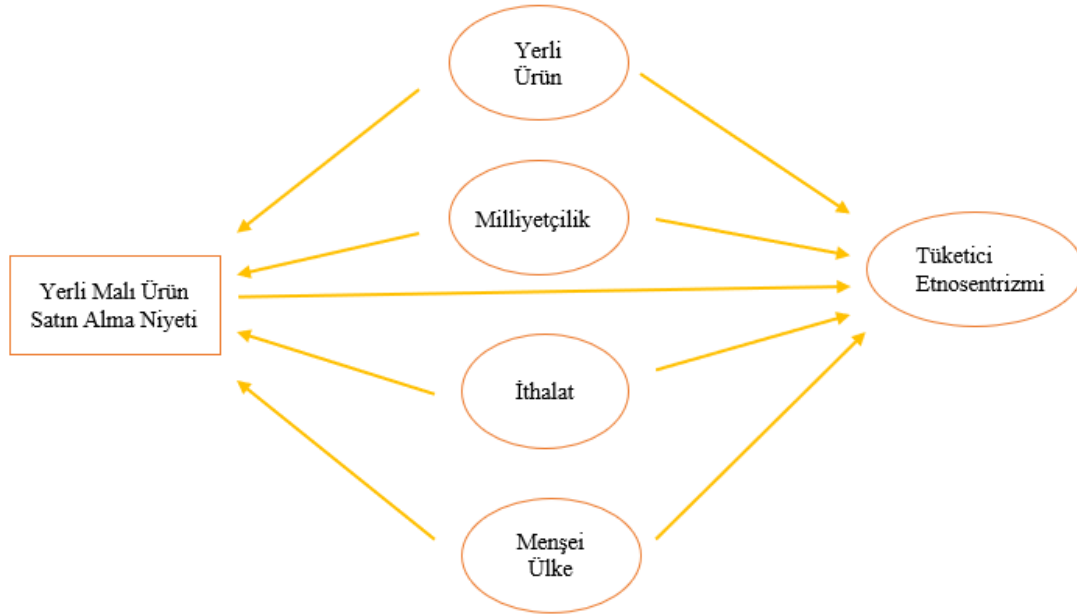 Yerli
Ürün
Milliyetçilik
Tüketici
Etnosentrizmi
Yerli Malı Ürün
Satın Alma Niyeti
İthalat
Menşei
Ülke